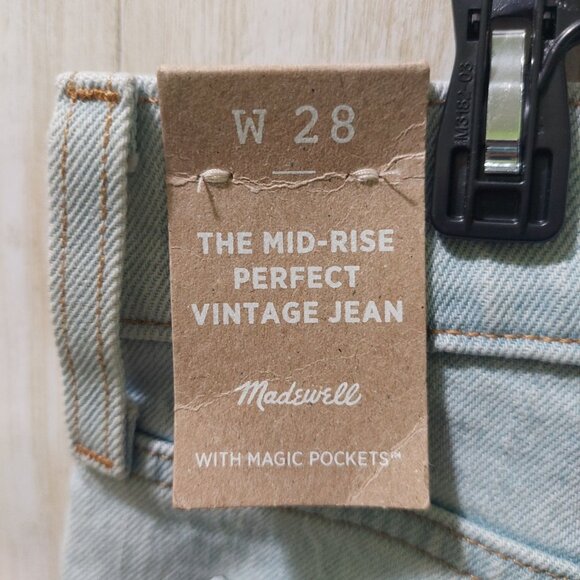 W 28
THE MID-RISE
PERFECT
VINTAGE JEAN
Madewell
WITH MAGIC POCKETS™